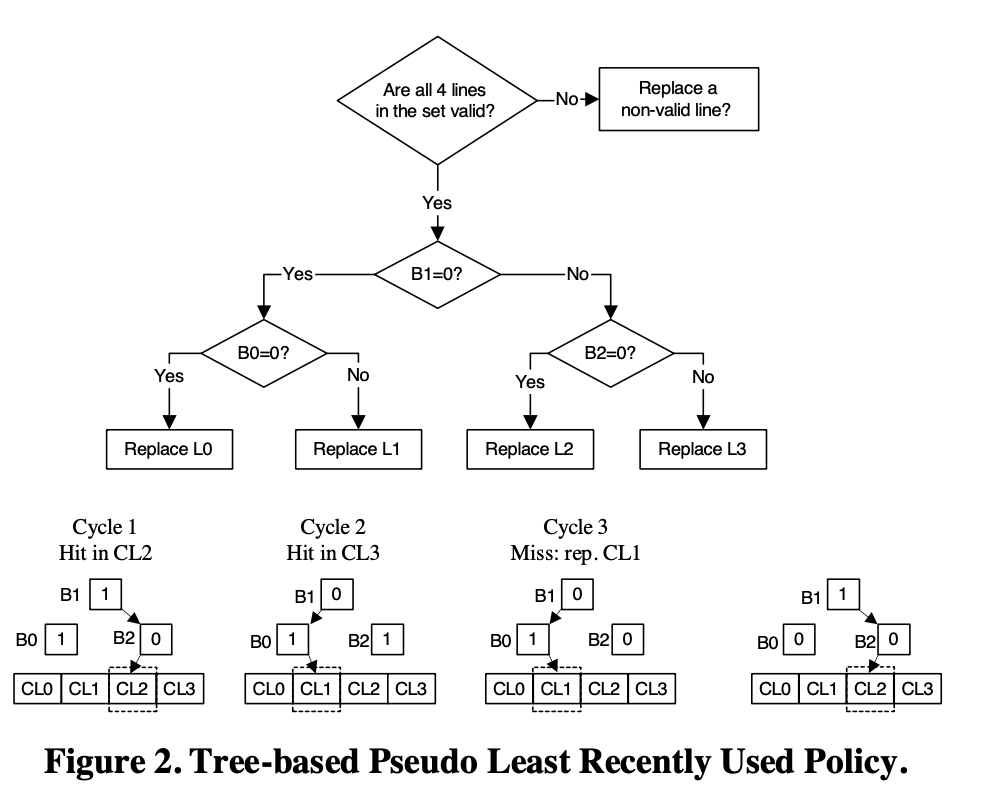 Are all 4 lines
in the set valid?
No
Replace a
non-valid line?
Yes
B1=0?
Yes
No
B0=0?
B2=0?
Yes
No
Yes
No
Replace L0
Replace L1
Replace L2
Replace L3
Cycle 1
Hit in CL2
B1 1
B0 1 B2 0
CL0 CL1 CL2 CL3
Cycle 2
Hit in CL3
B1 0
B0 1 B2 1
CL0 CL1 CL2 CL3
Cycle 3
Miss: rep. CL1
B1 0
B0 1 B2 0
CL0 CL1 CL2 CL3
B1 1
B0 0 B2 0
CL0 CL1 CL2 CL3
Figure 2. Tree-based Pseudo Least Recently Used Policy.